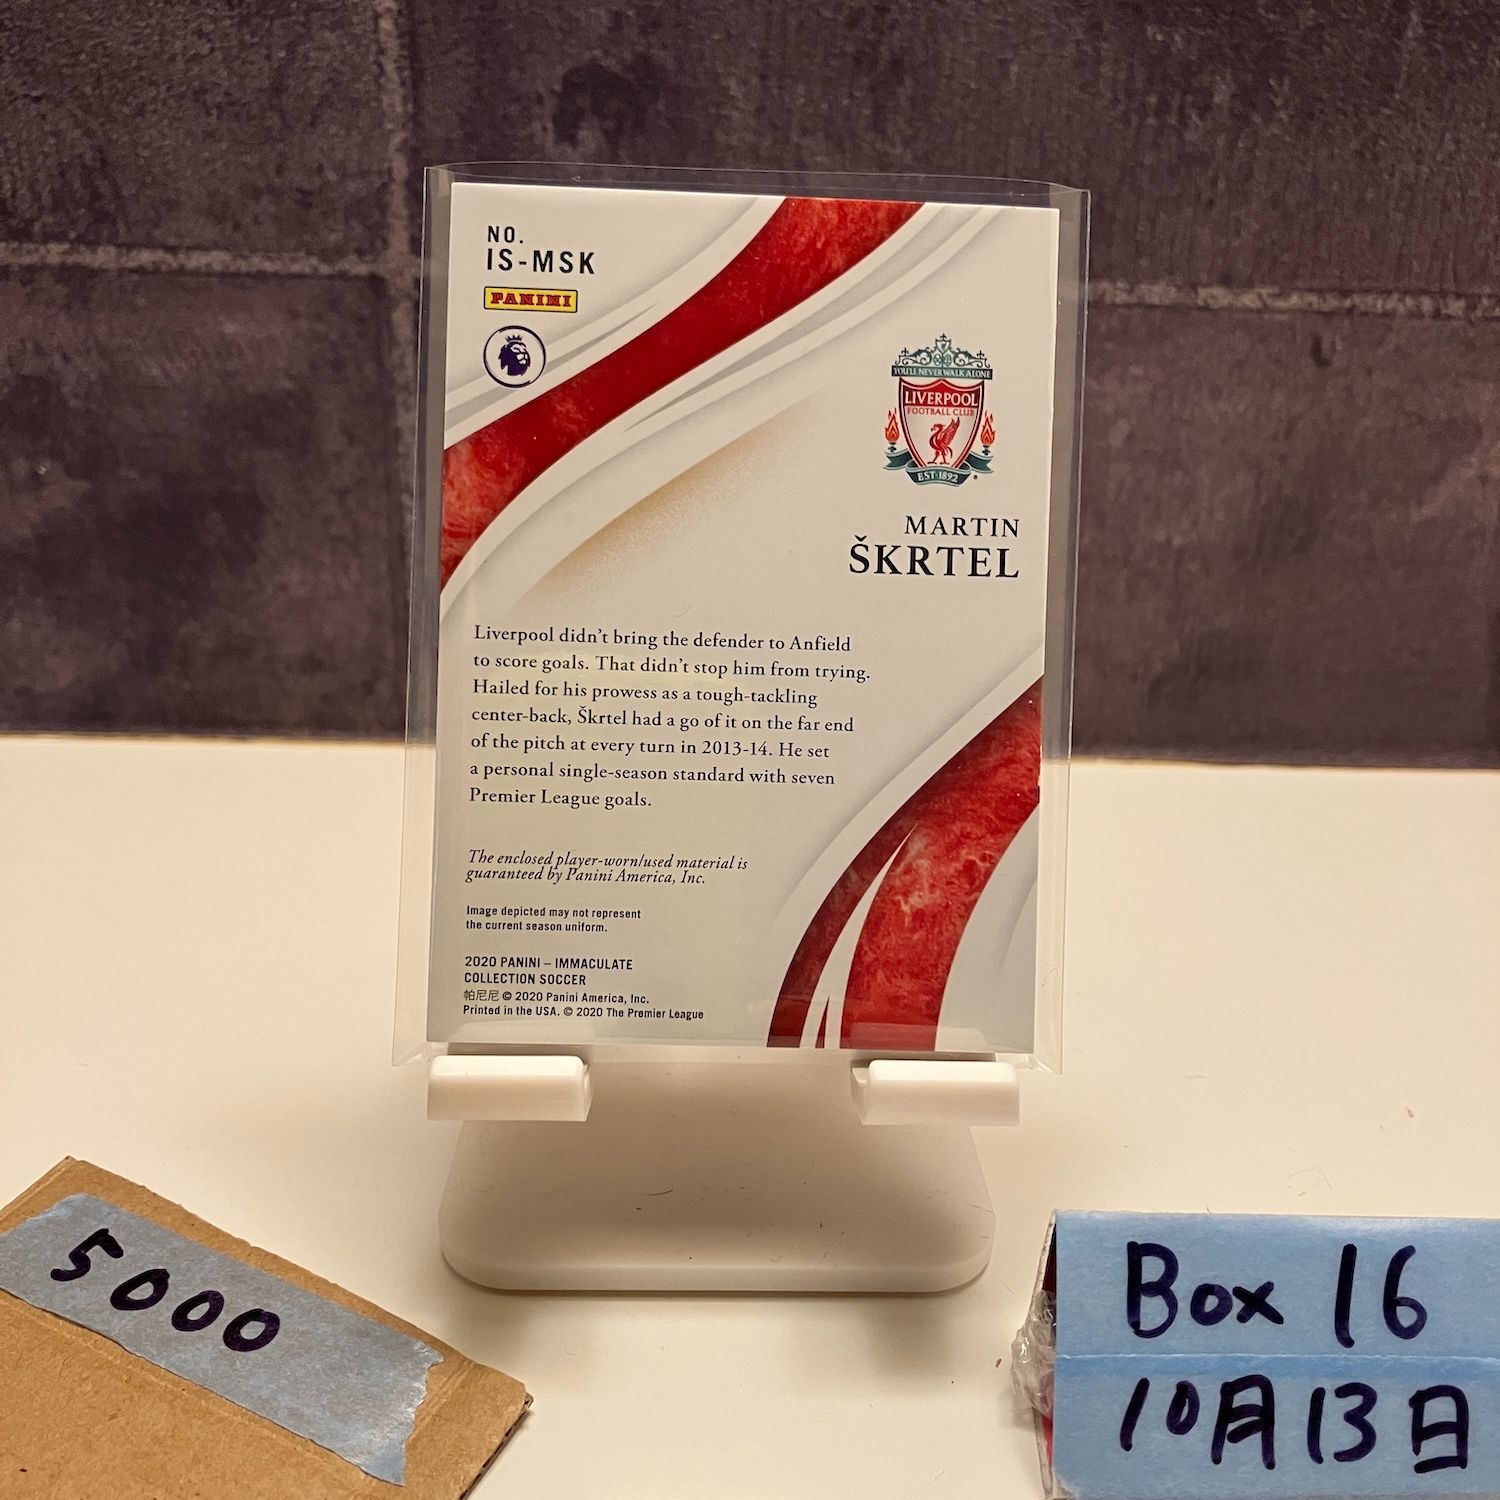 NO.
IS-MSK
PANINI
YOU'LL NEVER WALK ALONE
LIVERPOOL
FOOTBALL CLUB
EST·1892
MARTIN
ŠKRTEL
Liverpool didn't bring the defender to Anfield
to score goals. That didn't stop him from trying.
Hailed for his prowess as a tough-tackling
center-back, Škrtel had a go of it on the far end
of the pitch at every turn in 2013-14. He set
a personal single-season standard with seven
Premier League goals.
The enclosed player-worn/used material is
guaranteed by Panini America, Inc.
Image depicted may not represent
the current season uniform.
2020 PANINI – IMMACULATE
COLLECTION SOCCER
帕尼尼 © 2020 Panini America, Inc.
Printed in the USA. © 2020 The Premier League
5000
Box 16
10月13日